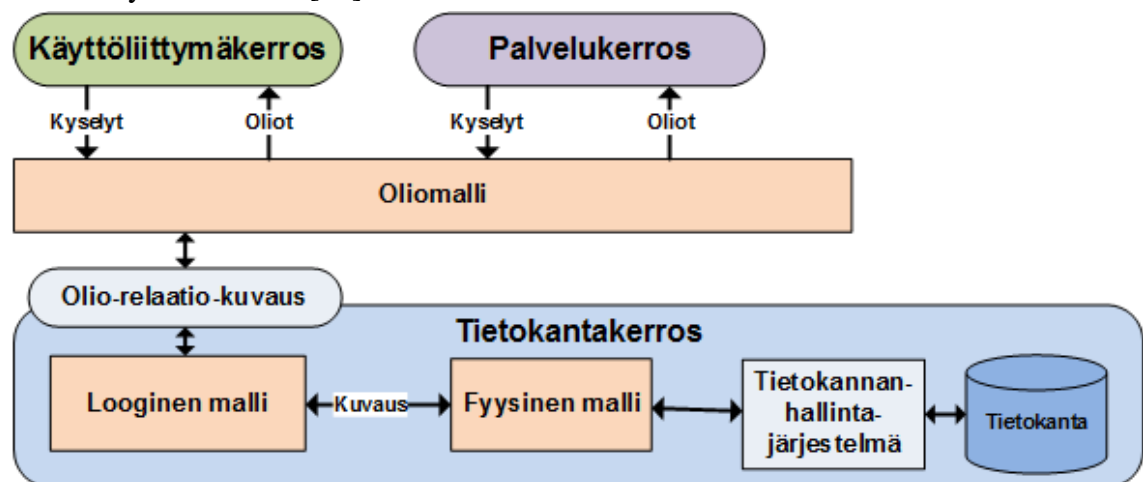 Käyttöliittymäkerros
Palvelukerros
Kyselyt
Oliot
Kyselyt
Oliot
Oliomalli
Olio-relaatio-kuvaus
Tietokantakerros
Looginen malli
Kuvaus
Fyysinen malli
Tietokannan-
hallinta-
järjestelmä
Tietokanta